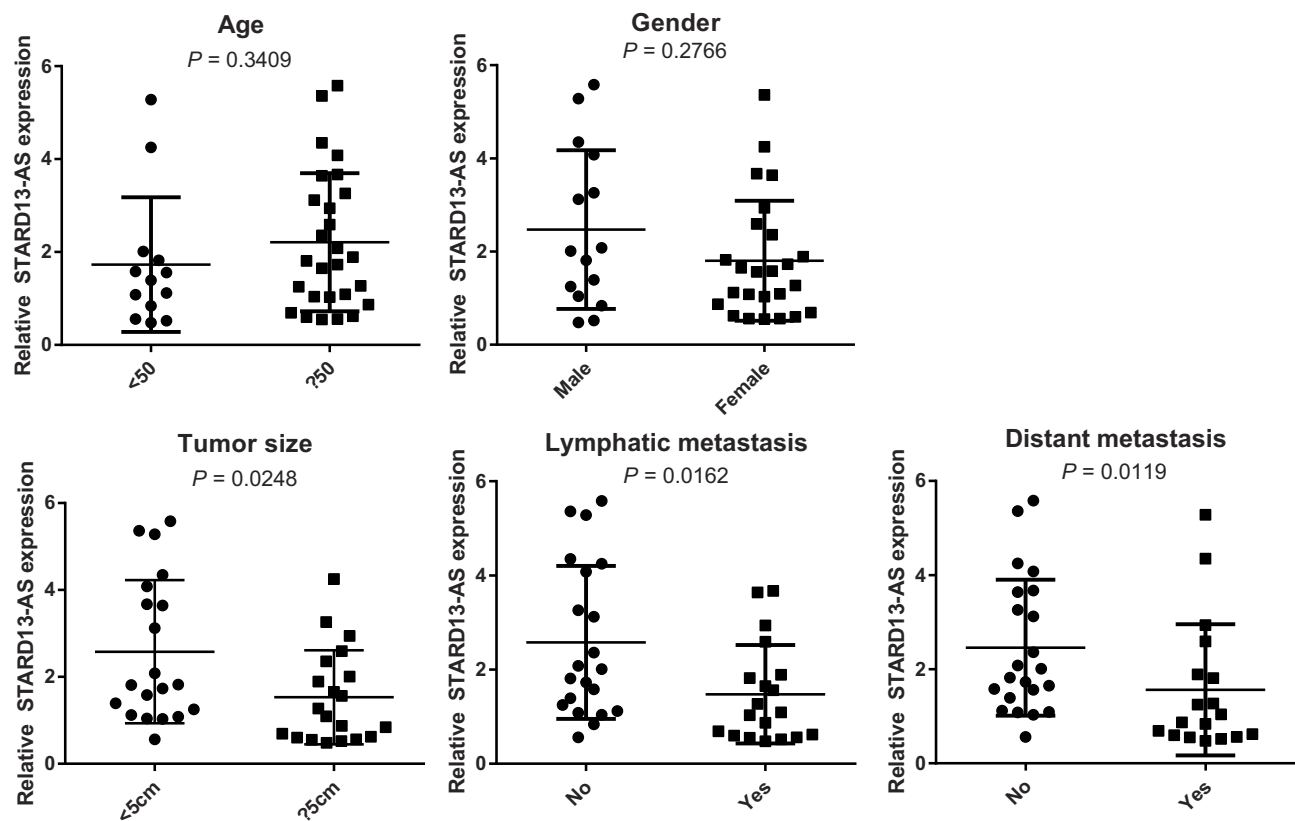 Age
P = 0.3409
Relative STARD13-AS expression
6
4
2
0
<50
?50
Gender
P = 0.2766
Relative STARD13-AS expression
6
4
2
0
Male
Female
Tumor size
P = 0.0248
Relative STARD13-AS expression
6
4
2
0
<5cm
?5cm
Lymphatic metastasis
P = 0.0162
Relative STARD13-AS expression
6
4
2
0
No
Yes
Distant metastasis
P = 0.0119
Relative STARD13-AS expression
6
4
2
0
No
Yes